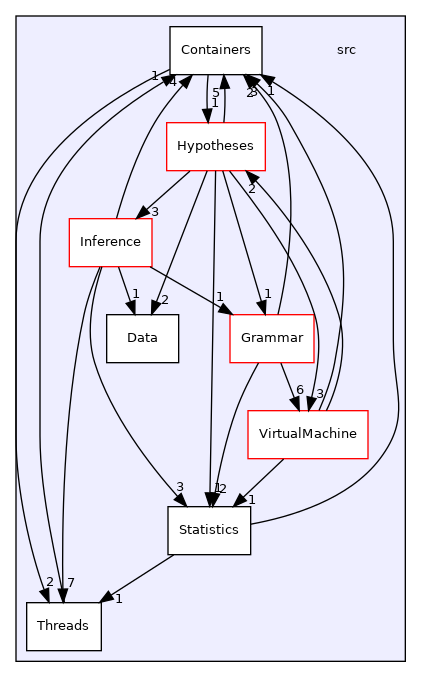 Containers
src
1
4
5
1
2
3
1
Hypotheses
2
3
Inference
1
2
1
1
Data
Grammar
6
3
VirtualMachine
3
1
2
1
Statistics
2
7
1
Threads